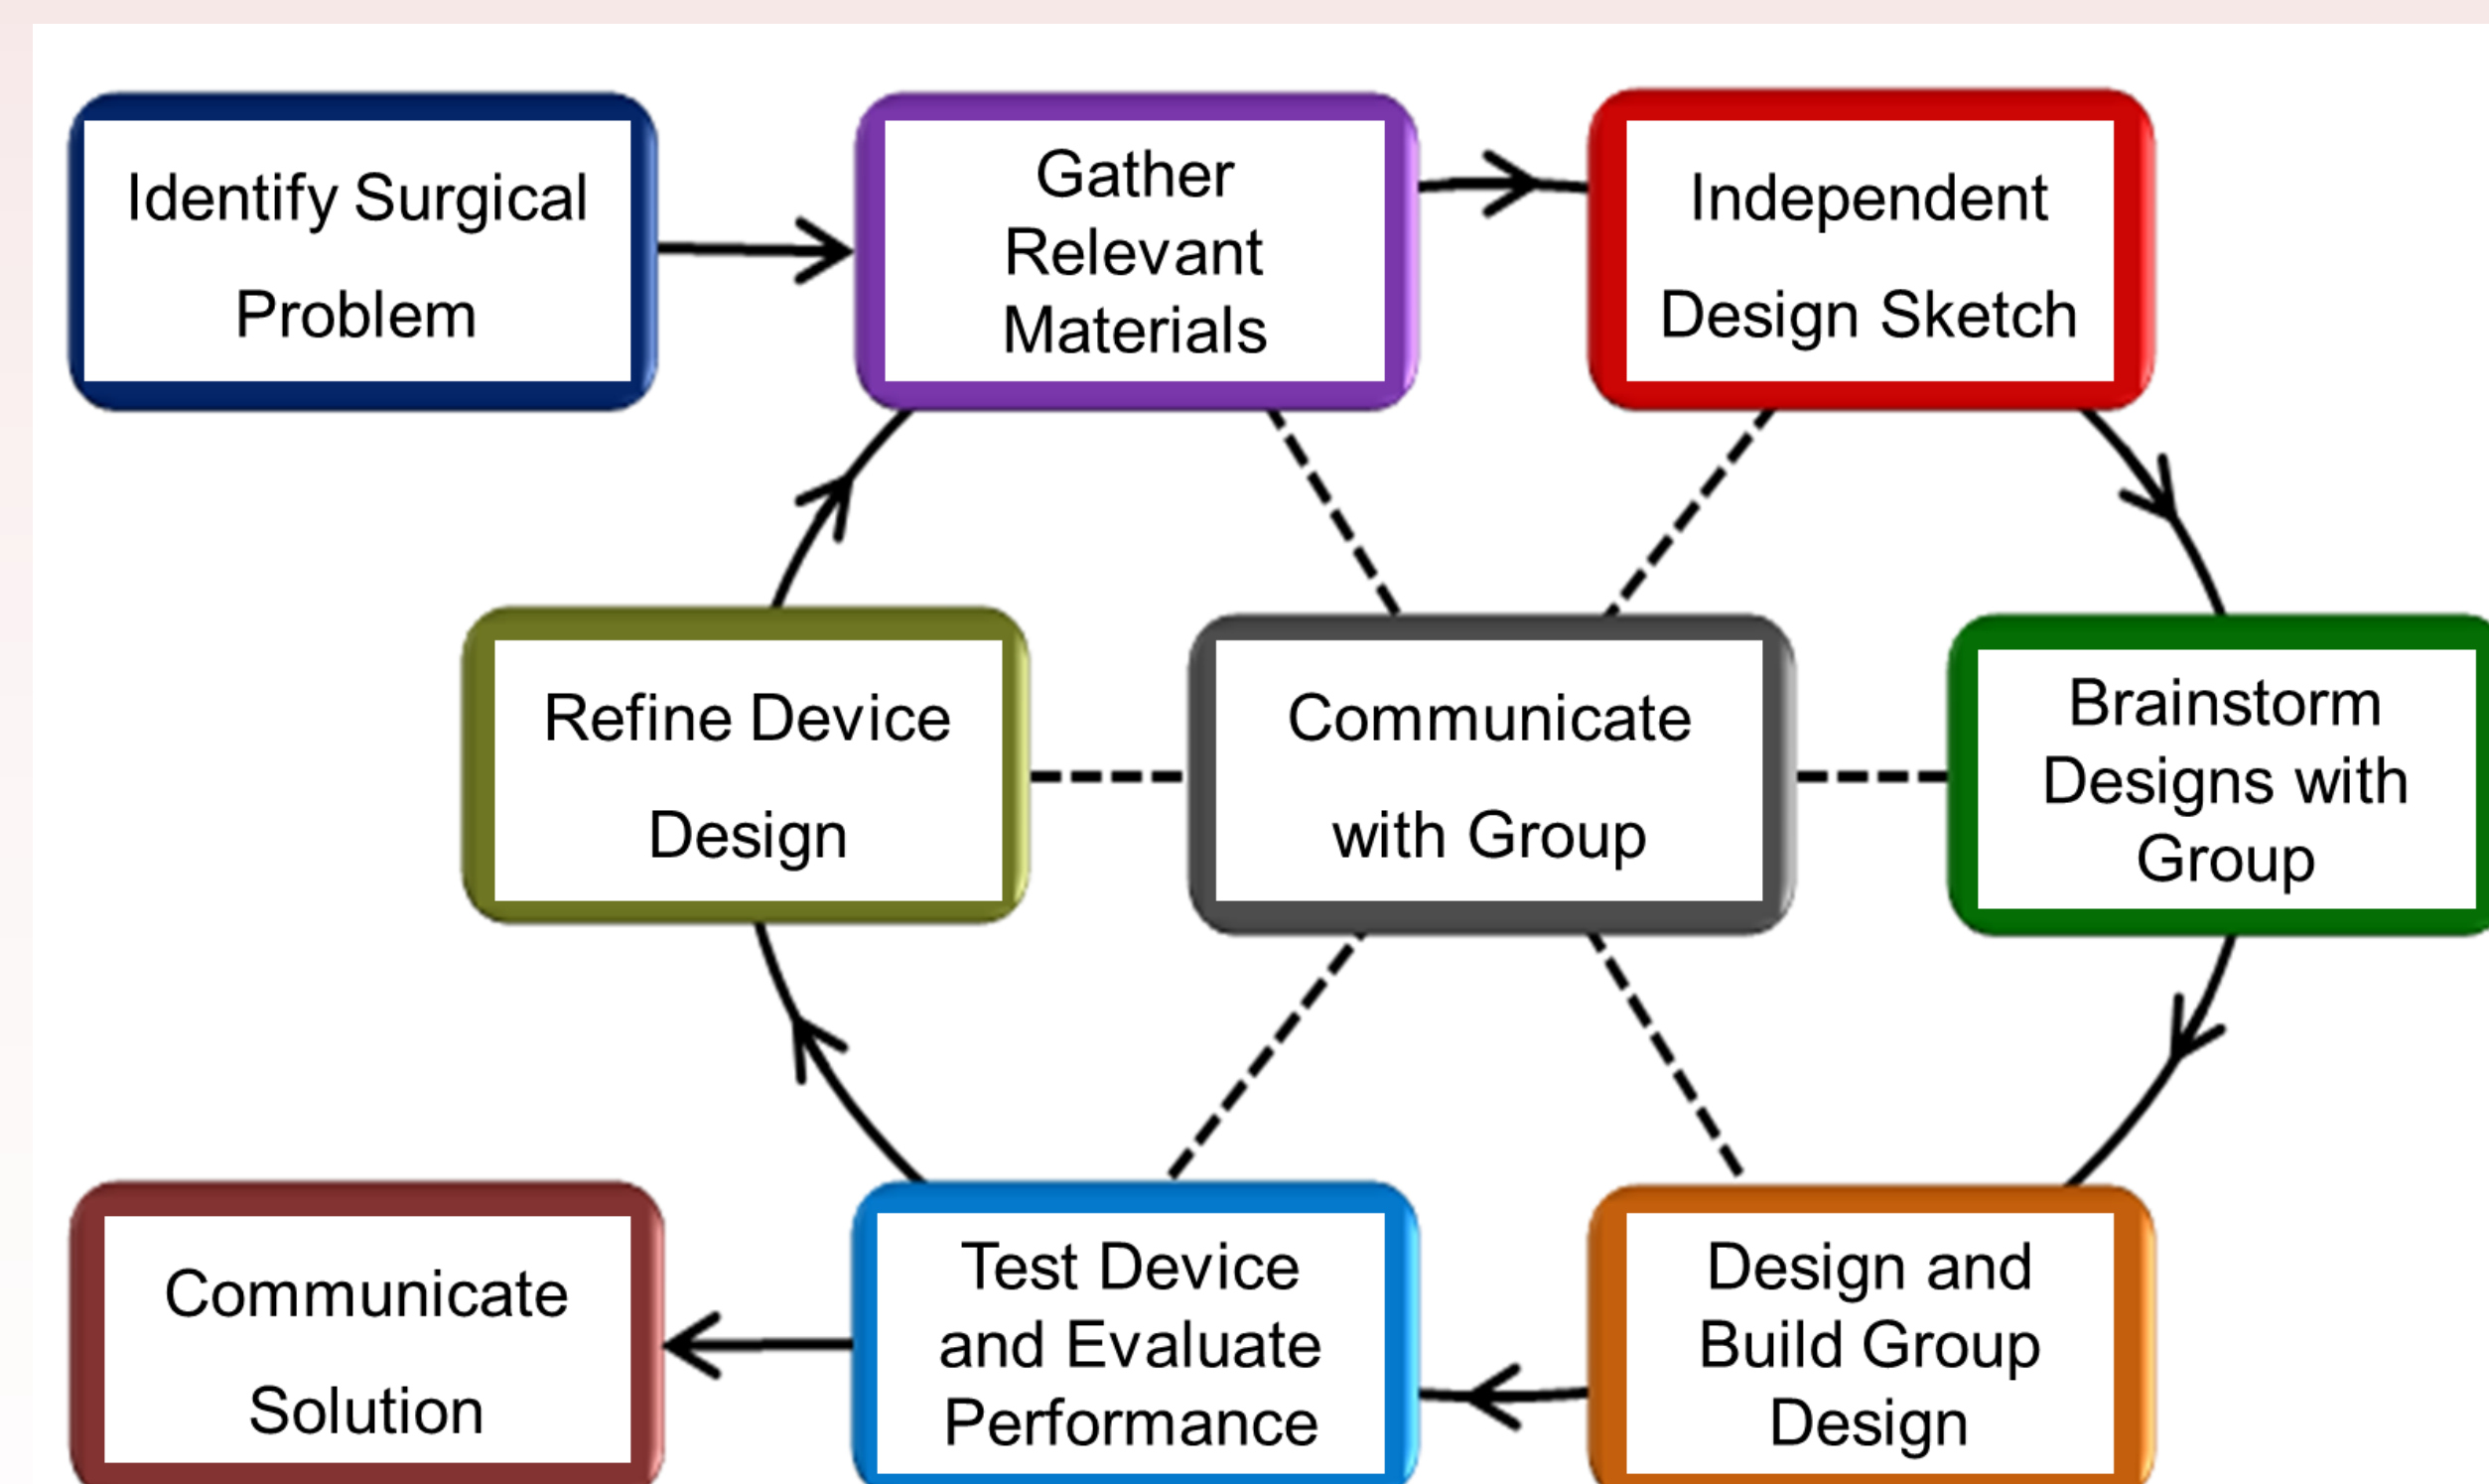 Identify Surgical
Problem
Gather
Relevant
Materials
Independent
Design Sketch
Refine Device
Design
Communicate
with Group
Brainstorm
Designs with
Group
Communicate
Solution
Test Device
and Evaluate
Performance
Design and
Build Group
Design